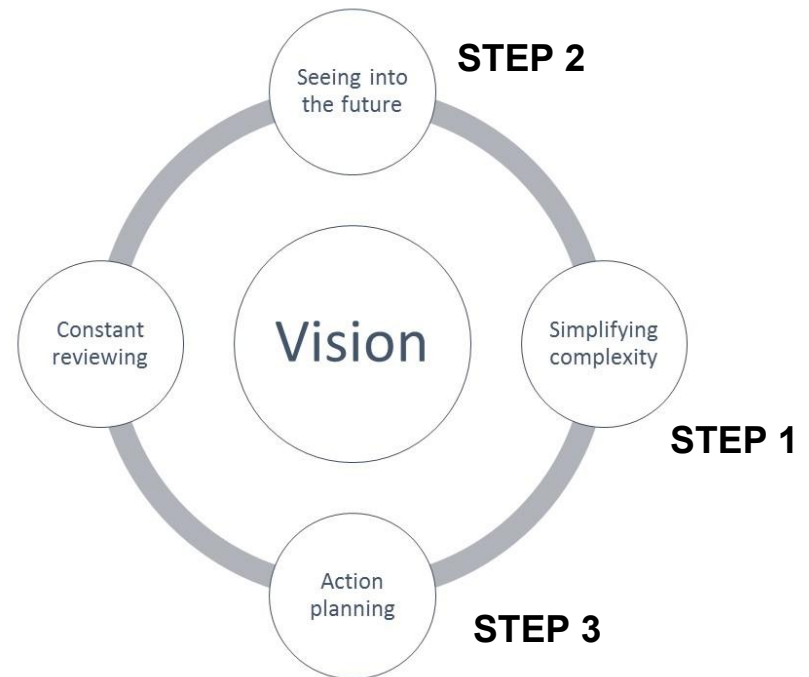 Seeing into
the future
STEP 2
Constant
reviewing
Vision
Simplifying
complexity
STEP 1
Action
planning
STEP 3